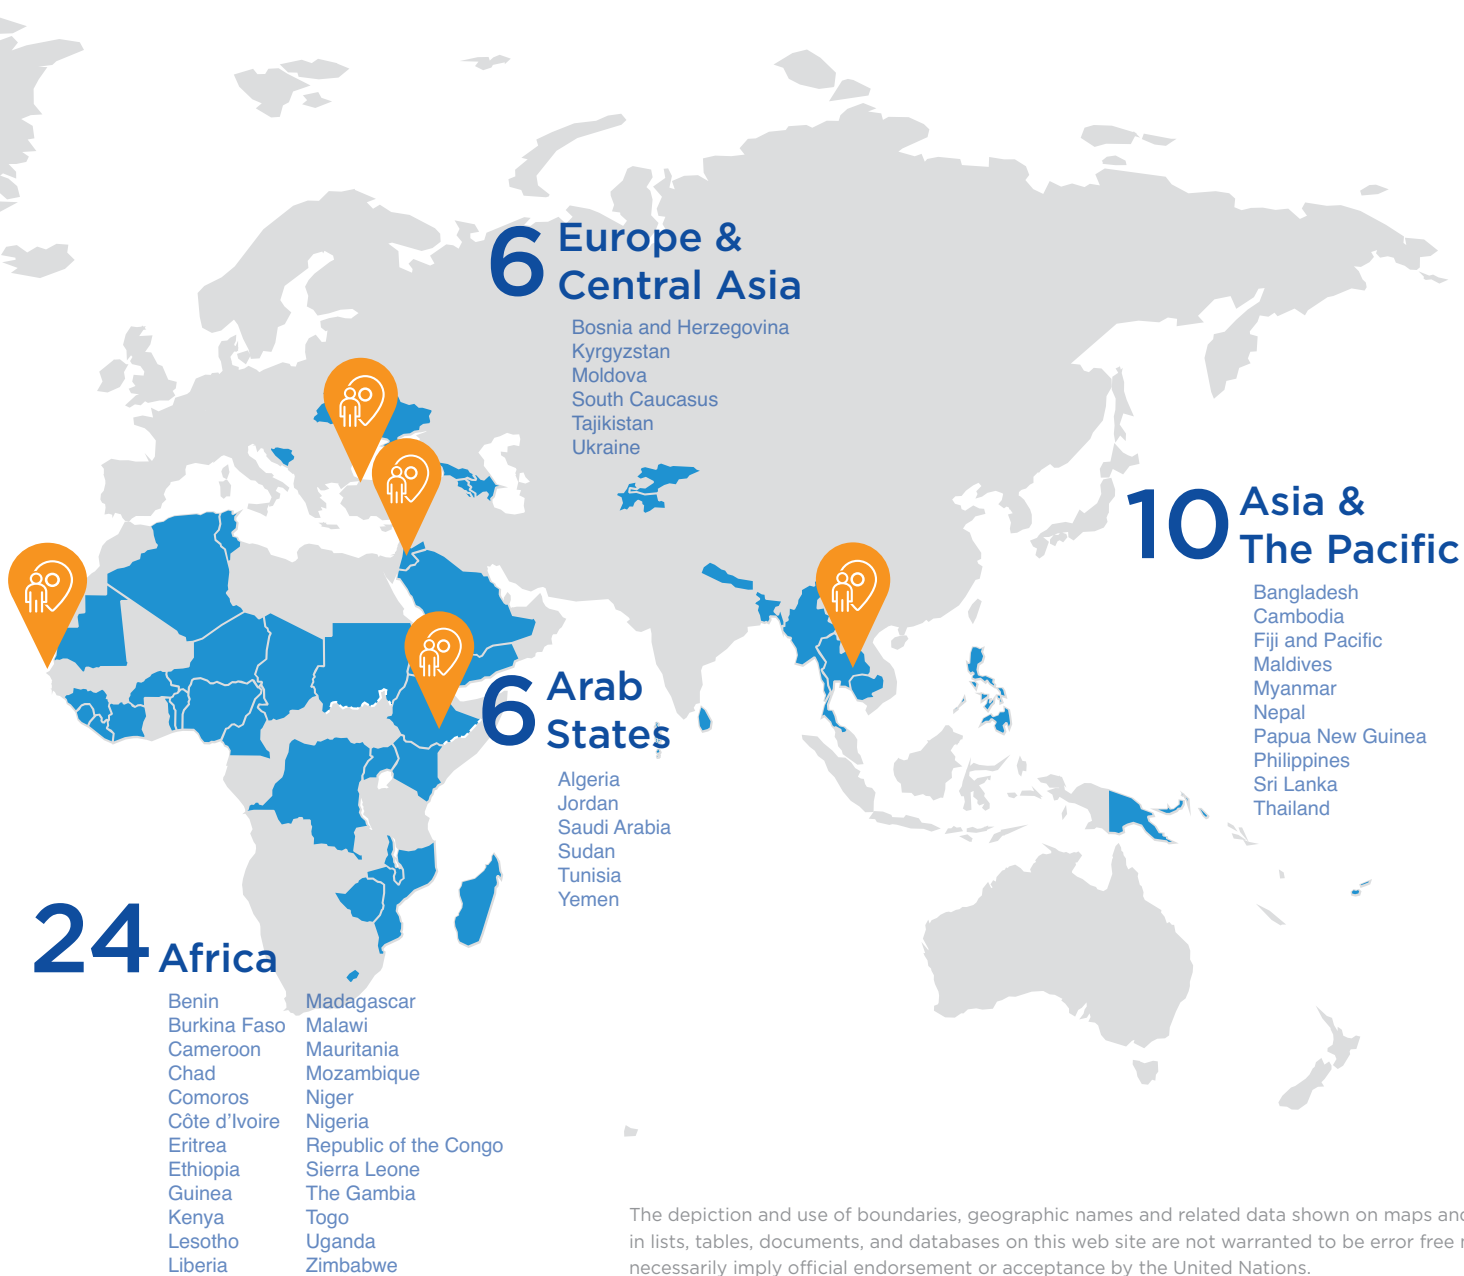 6 Europe &
Central Asia
Bosnia and Herzegovina
Kyrgyzstan
Moldova
South Caucasus
Tajikistan
Ukraine
10 Asia &
The Pacific
Bangladesh
Cambodia
Fiji and Pacific
Maldives
Myanmar
Nepal
Papua New Guinea
Philippines
Sri Lanka
Thailand
6 Arab
States
Algeria
Jordan
Saudi Arabia
Sudan
Tunisia
Yemen
24 Africa
Benin
Burkina Faso
Cameroon
Chad
Comoros
Côte d’Ivoire
Eritrea
Ethiopia
Guinea
Kenya
Lesotho
Liberia
Madagascar
Malawi
Mauritania
Mozambique
Niger
Nigeria
Republic of the Congo
Sierra Leone
The Gambia
Togo
Uganda
Zimbabwe
The depiction and use of boundaries, geographic names and related data shown on maps and
in lists, tables, documents, and databases on this web site are not warranted to be error free
necessarily imply official endorsement or acceptance by the United Nations.